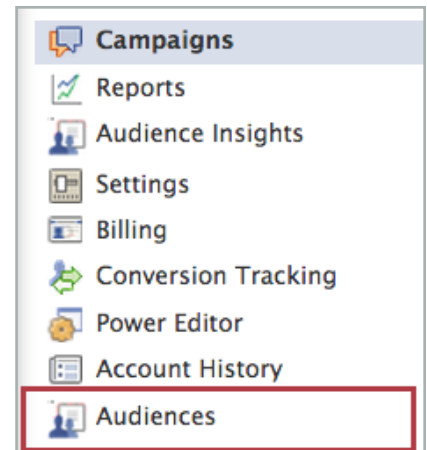 Campaigns
Reports
Audience Insights
Settings
Billing
Conversion Tracking
Power Editor
Account History
Audiences